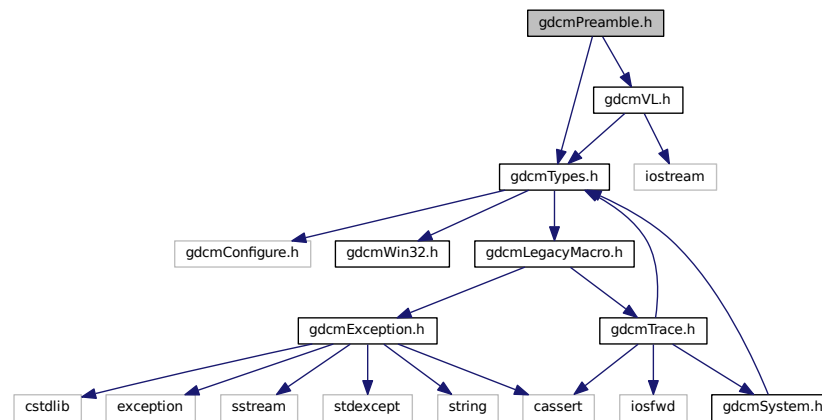 gdcmPreamble.h
gdcmVL.h
gdcmTypes.h
iostream
gdcmConfigure.h
gdcmWin32.h
gdcmLegacyMacro.h
gdcmException.h
gdcmTrace.h
cstdlib
exception
sstream
stdexcept
string
cassert
iosfwd
gdcmSystem.h